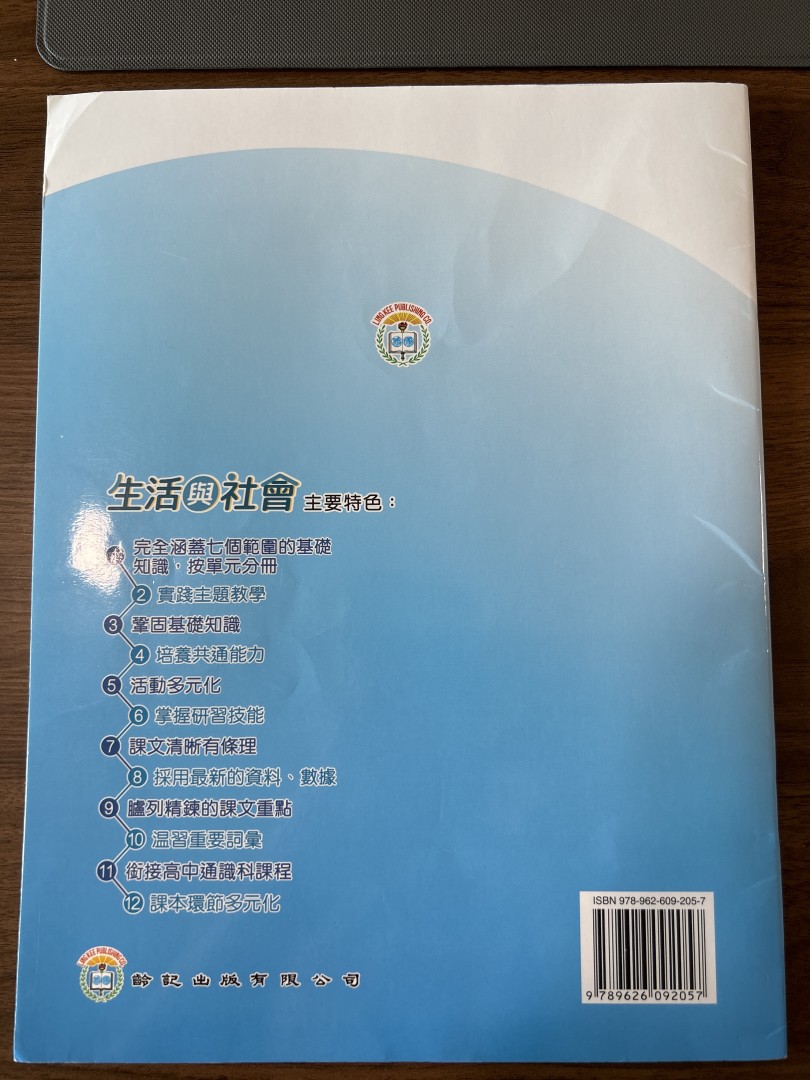 LING KEE PUBLISHING CO.
生活與社會 主要特色：
完全涵蓋七個範圍的基礎
知識，按單元分冊
2 實踐主題教學
3 鞏固基礎知識
4 培養共通能力
5 活動多元化
6 掌握研習技能
7 課文清晰有條理
8 採用最新的資料、數據
9 臚列精鍊的課文重點
10 温習重要詞彙
11 銜接高中通識科課程
12 課本環節多元化
ISBN 978-962-609-205-7
9 789626 092057
LING KEE PUBLISHING CO.
齡記出版有限公司